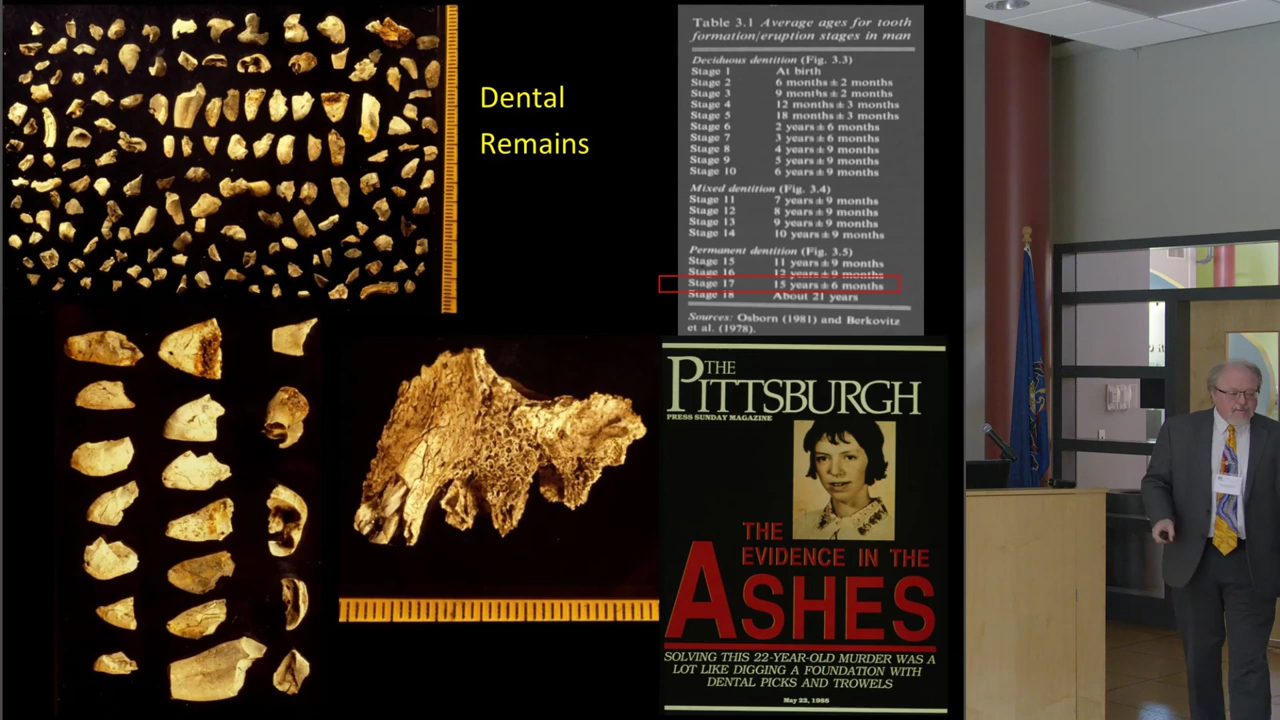 Dental
Remains
Table 3.1 Average ages for tooth
formation/eruption stages in man
Deciduous dentition (Fig. 3.3)
Stage 1 At birth
Stage 2 6 months ± 2 months
Stage 3 9 months ± 2 months
Stage 4 12 months ± 3 months
Stage 5 18 months ± 3 months
Stage 6 2 years ± 6 months
Stage 7 3 years ± 6 months
Stage 8 4 years ± 9 months
Stage 9 5 years ± 9 months
Stage 10 6 years ± 9 months
Mixed dentition (Fig. 3.4)
Stage 11 7 years ± 9 months
Stage 12 8 years ± 9 months
Stage 13 9 years ± 9 months
Stage 14 10 years ± 9 months
Permanent dentition (Fig. 3.5)
Stage 15 11 years ± 9 months
Stage 16 12 years ± 9 months
Stage 17 15 years ± 6 months
Stage 18 About 21 years
Sources: Osborn (1981) and Berkovitz
et al. (1978).
THE
PITTSBURGH
PRESS SUNDAY MAGAZINE
THE
EVIDENCE IN THE
ASHES
SOLVING THIS 22-YEAR-OLD MURDER WAS A
LOT LIKE DIGGING A FOUNDATION WITH
DENTAL PICKS AND TROWELS
May 22, 1988